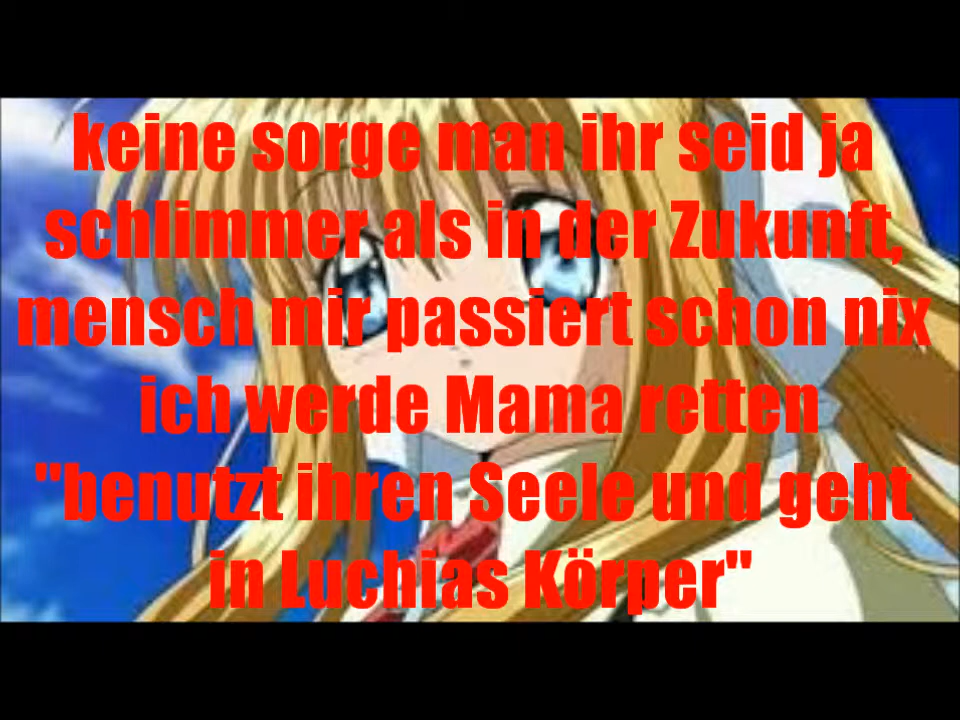 keine sorge man ihr seid ja
schlimmer als in der Zukunft,
mensch mir passiert schon nix
ich werde Mama retten
"benutzt ihren Seele und geht
in Luchias Körper"